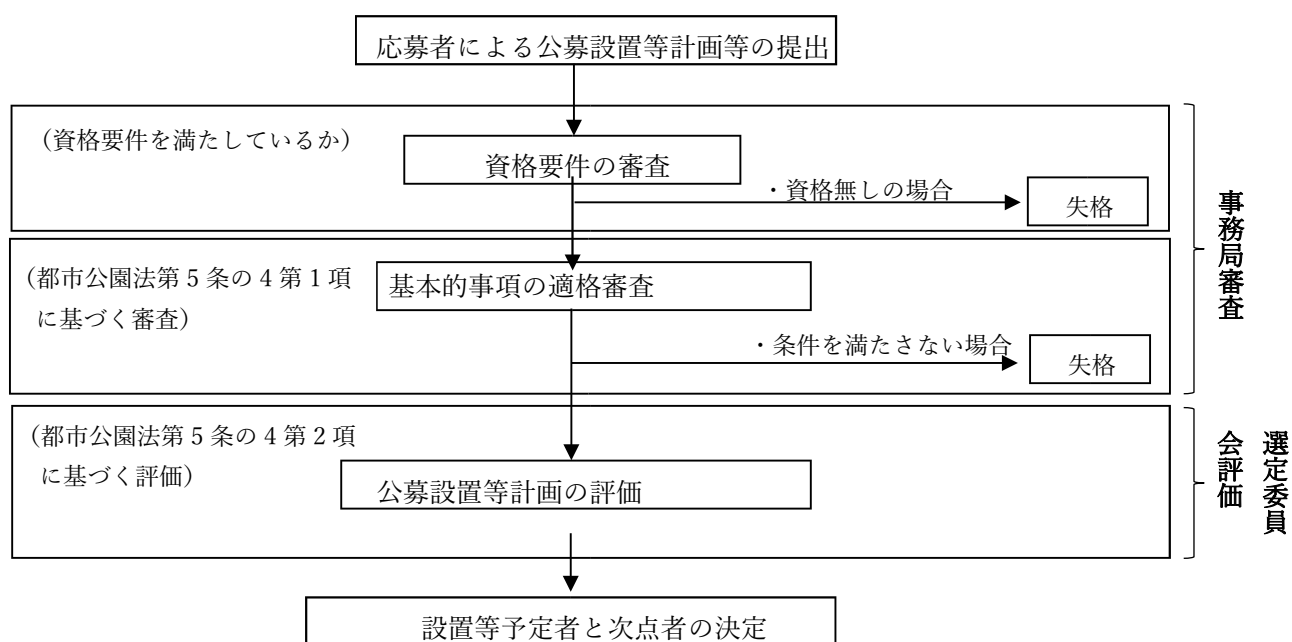 応募者による公募設置等計画等の提出
(資格要件を満たしているか)
資格要件の審査
・資格無しの場合
失格
(都市公園法第5条の4第1項
に基づく審査)
基本的事項の適格審査
・条件を満たさない場合
失格
事務局審査
(都市公園法第5条の4第2項
に基づく評価)
公募設置等計画の評価
選定委員
会評価
設置等予定者と次点者の決定